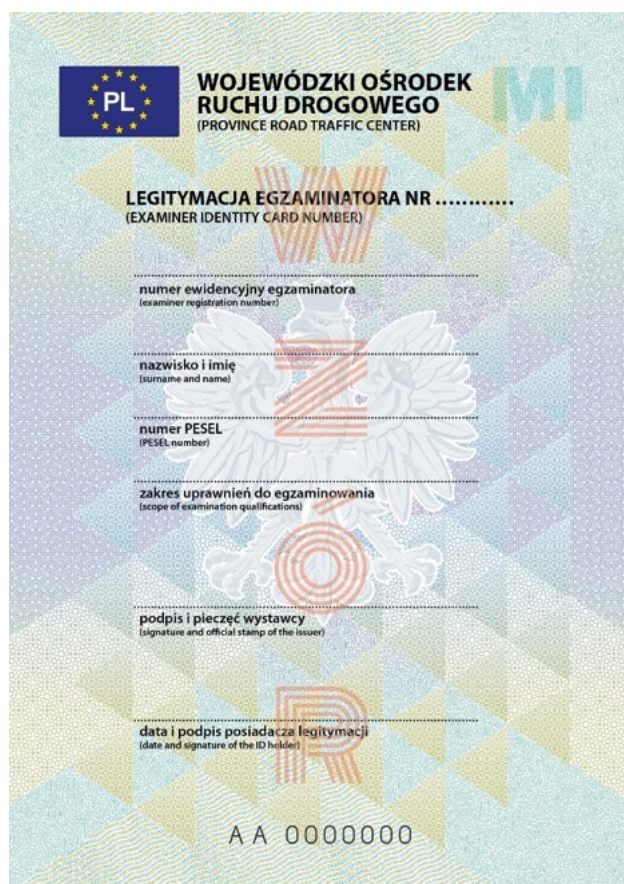 PL
WOJEWÓDZKI OŚRODEK
RUCHU DROGOWEGO
(PROVINCE ROAD TRAFFIC CENTER)
MI
LEGITYMACJA EGZAMINATORA NR ............
(EXAMINER IDENTITY CARD NUMBER)
numer ewidencyjny egzaminatora
(examiner registration number)
nazwisko i imię
(surname and name)
numer PESEL
(PESEL number)
zakres uprawnień do egzaminowania
(scope of examination qualifications)
podpis i pieczęć wystawcy
(signature and official stamp of the issuer)
data i podpis posiadacza legitymacji
(date and signature of the ID holder)
WZÓR
AA 0000000